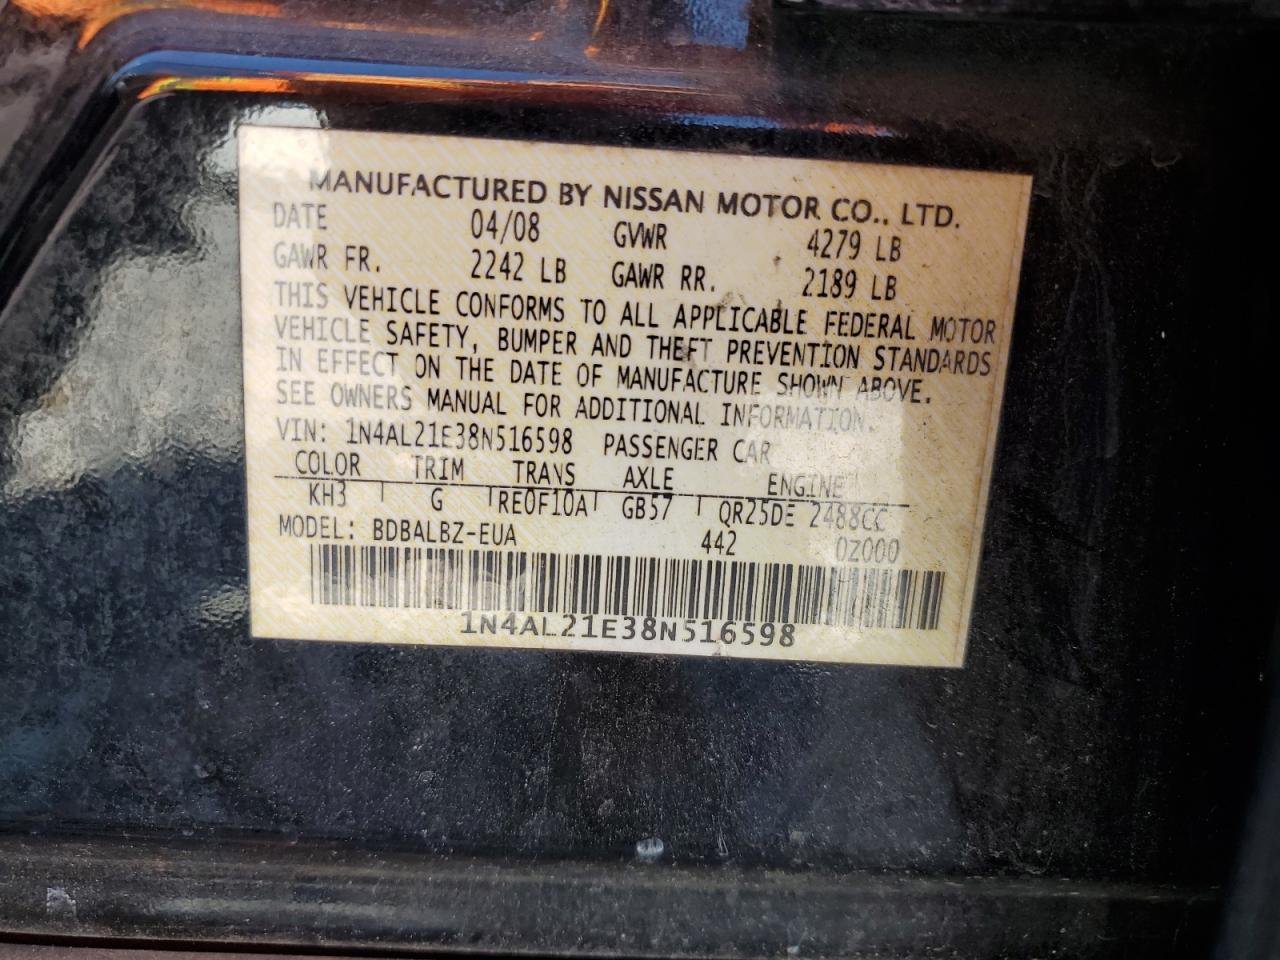 MANUFACTURED BY NISSAN MOTOR CO., LTD.
DATE 04/08 GVWR 4279 LB
GAWR FR. 2242 LB GAWR RR. 2189 LB
THIS VEHICLE CONFORMS TO ALL APPLICABLE FEDERAL MOTOR
VEHICLE SAFETY, BUMPER AND THEFT PREVENTION STANDARDS
IN EFFECT ON THE DATE OF MANUFACTURE SHOWN ABOVE.
SEE OWNERS MANUAL FOR ADDITIONAL INFORMATION.
VIN: 1N4AL21E38N516598 PASSENGER CAR
COLOR TRIM TRANS AXLE ENGINE
KH3 G RE0F10A GB57 QR25DE 2488CC
MODEL: BDBALBZ-EUA 442 0Z000
1N4AL21E38N516598